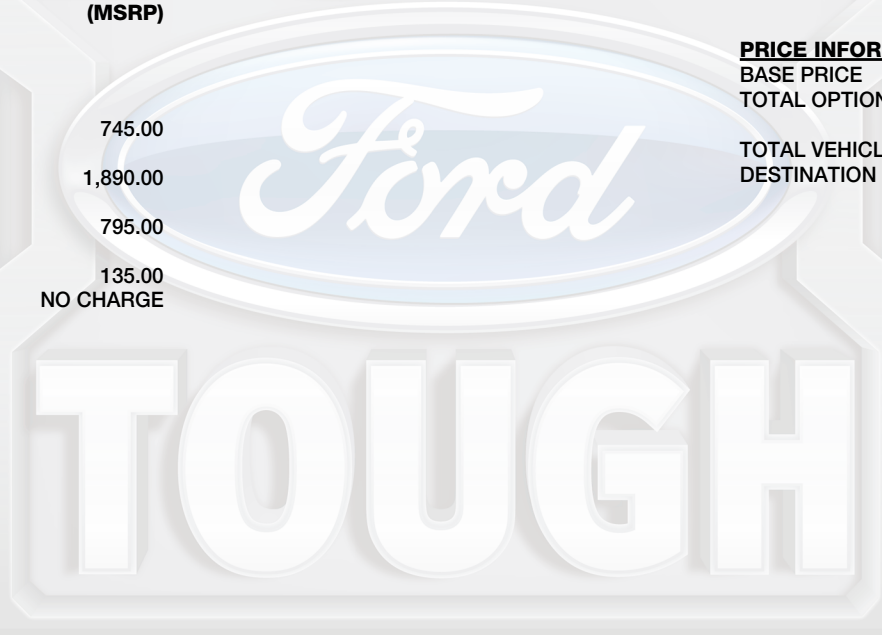 (MSRP)
745.00
1,890.00
795.00
135.00
NO CHARGE
PRICE INFOR
BASE PRICE
TOTAL OPTION
TOTAL VEHICL
DESTINATION
Ford
TOUGH